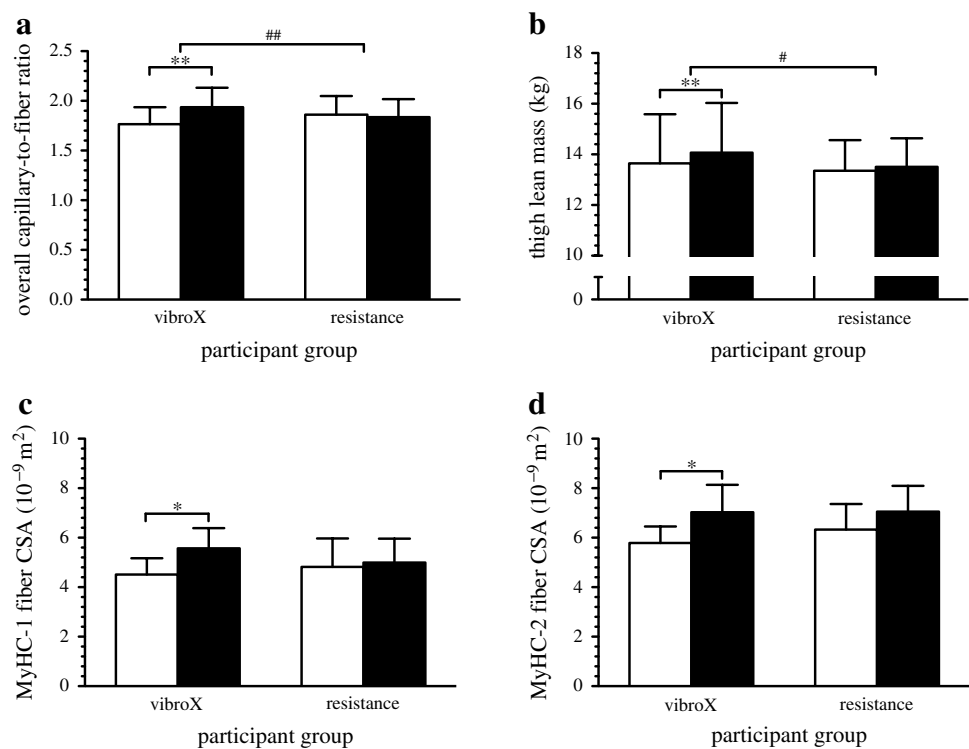 a
##
**
overall capillary-to-fiber ratio
2.5
2.0
1.5
1.0
0.5
0.0
vibroX
resistance
participant group
b
#
**
thigh lean mass (kg)
18
16
14
12
10
0
vibroX
resistance
participant group
c
*
MyHC-1 fiber CSA (10⁻⁹ m²)
10
8
6
4
2
0
vibroX
resistance
participant group
d
*
MyHC-2 fiber CSA (10⁻⁹ m²)
10
8
6
4
2
0
vibroX
resistance
participant group